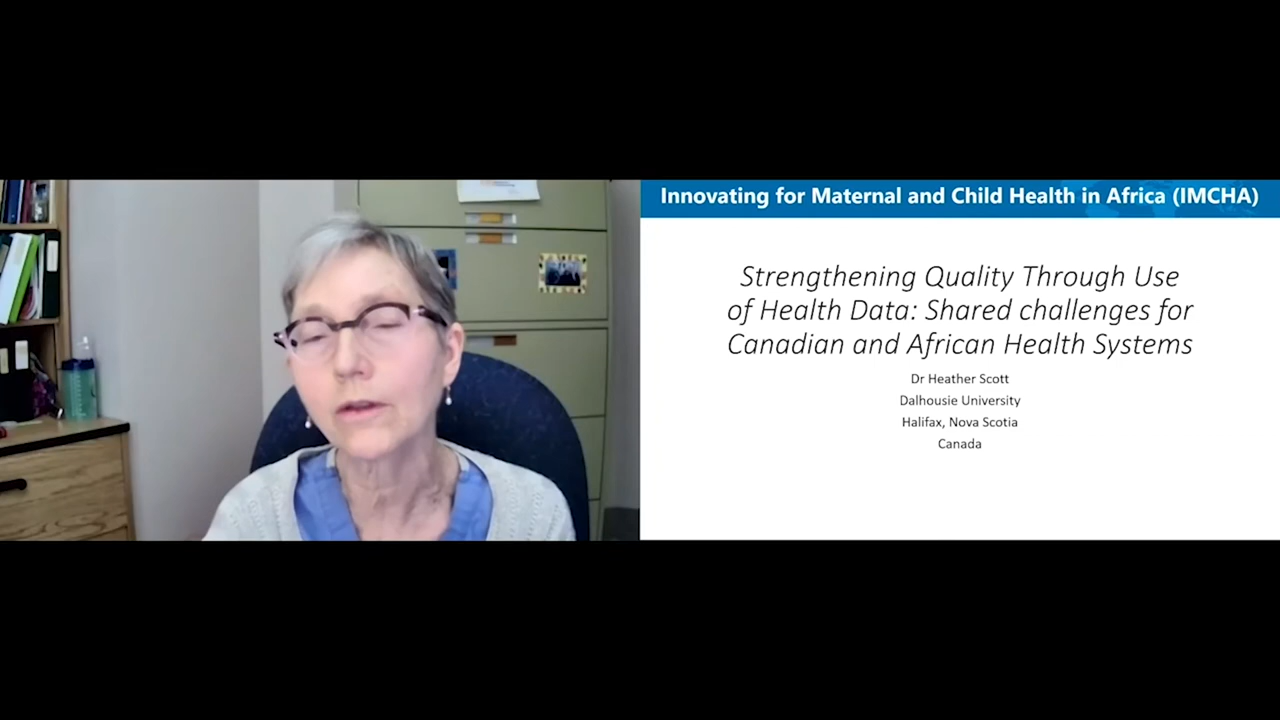 Innovating for Maternal and Child Health in Africa (IMCHA)
Strengthening Quality Through Use
of Health Data: Shared challenges for
Canadian and African Health Systems
Dr Heather Scott
Dalhousie University
Halifax, Nova Scotia
Canada